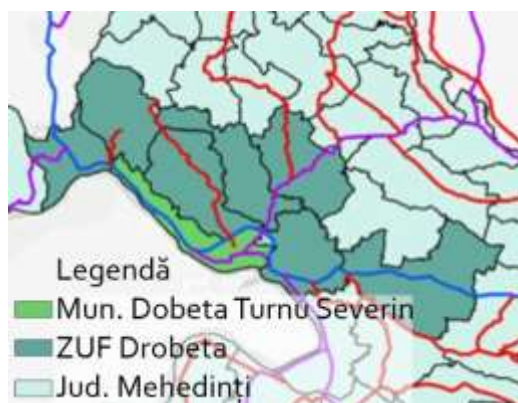 Legendă
Mun. Dobeta Turnu Severin
ZUF Drobeta
Jud. Mehedinți